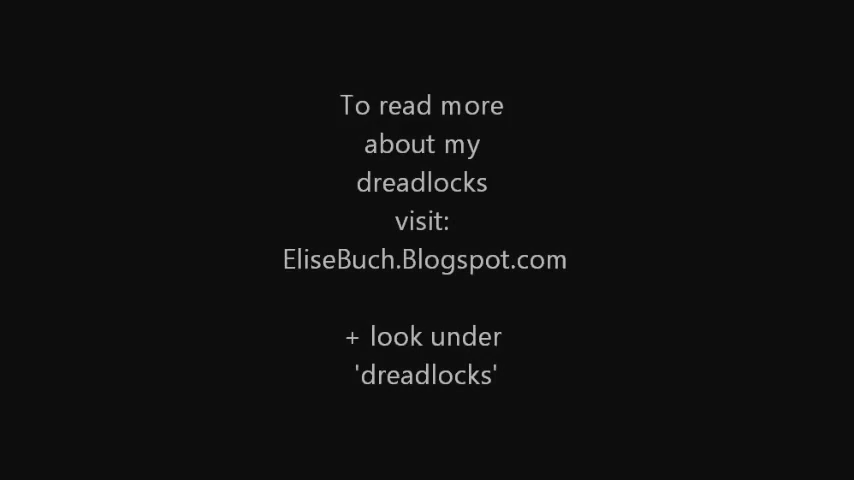 To read more
about my
dreadlocks
visit:
EliseBuch.Blogspot.com
+ look under
'dreadlocks'